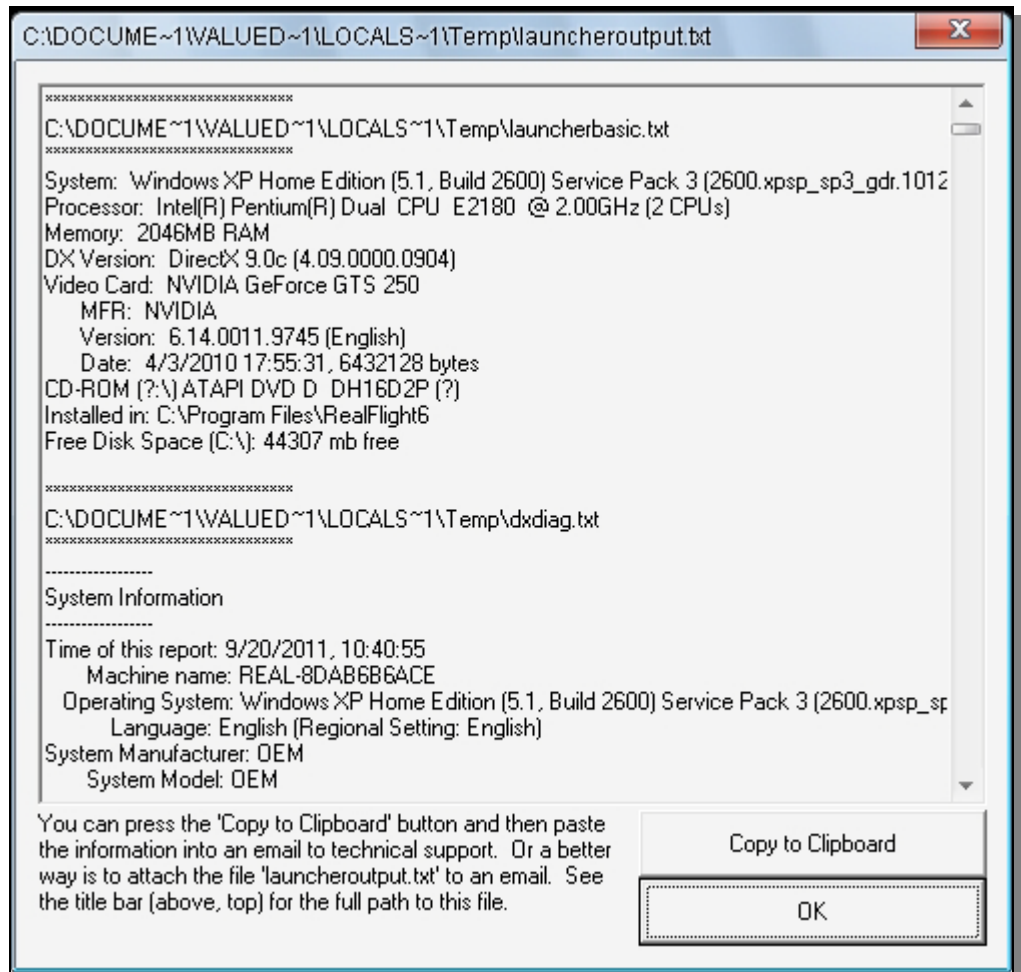 C:\DOCUME~1\VALUED~1\LOCALS~1\Temp\launcheroutput.txt
*******************************
C:\DOCUME~1\VALUED~1\LOCALS~1\Temp\launcherbasic.txt
*******************************
System:  Windows XP Home Edition (5.1, Build 2600) Service Pack 3 (2600.xpsp_sp3_gdr.1012
Processor:  Intel(R) Pentium(R) Dual  CPU  E2180  @ 2.00GHz (2 CPUs)
Memory:  2046MB RAM
DX Version:  DirectX 9.0c (4.09.0000.0904)
Video Card:  NVIDIA GeForce GTS 250
MFR:  NVIDIA
Version:  6.14.0011.9745 (English)
Date:  4/3/2010 17:55:31, 6432128 bytes
CD-ROM (?:\) ATAPI DVD D  DH16D2P (?)
Installed in: C:\Program Files\RealFlight6
Free Disk Space (C:\): 44307 mb free
*******************************
C:\DOCUME~1\VALUED~1\LOCALS~1\Temp\dxdiag.txt
*******************************
------------------
System Information
------------------
Time of this report: 9/20/2011, 10:40:55
Machine name: REAL-8DAB6B6ACE
Operating System: Windows XP Home Edition (5.1, Build 2600) Service Pack 3 (2600.xpsp_sp
Language: English (Regional Setting: English)
System Manufacturer: OEM
System Model: OEM
You can press the 'Copy to Clipboard' button and then paste
the information into an email to technical support.  Or a better
way is to attach the file 'launcheroutput.txt' to an email.  See
the title bar (above, top) for the full path to this file.
Copy to Clipboard
OK